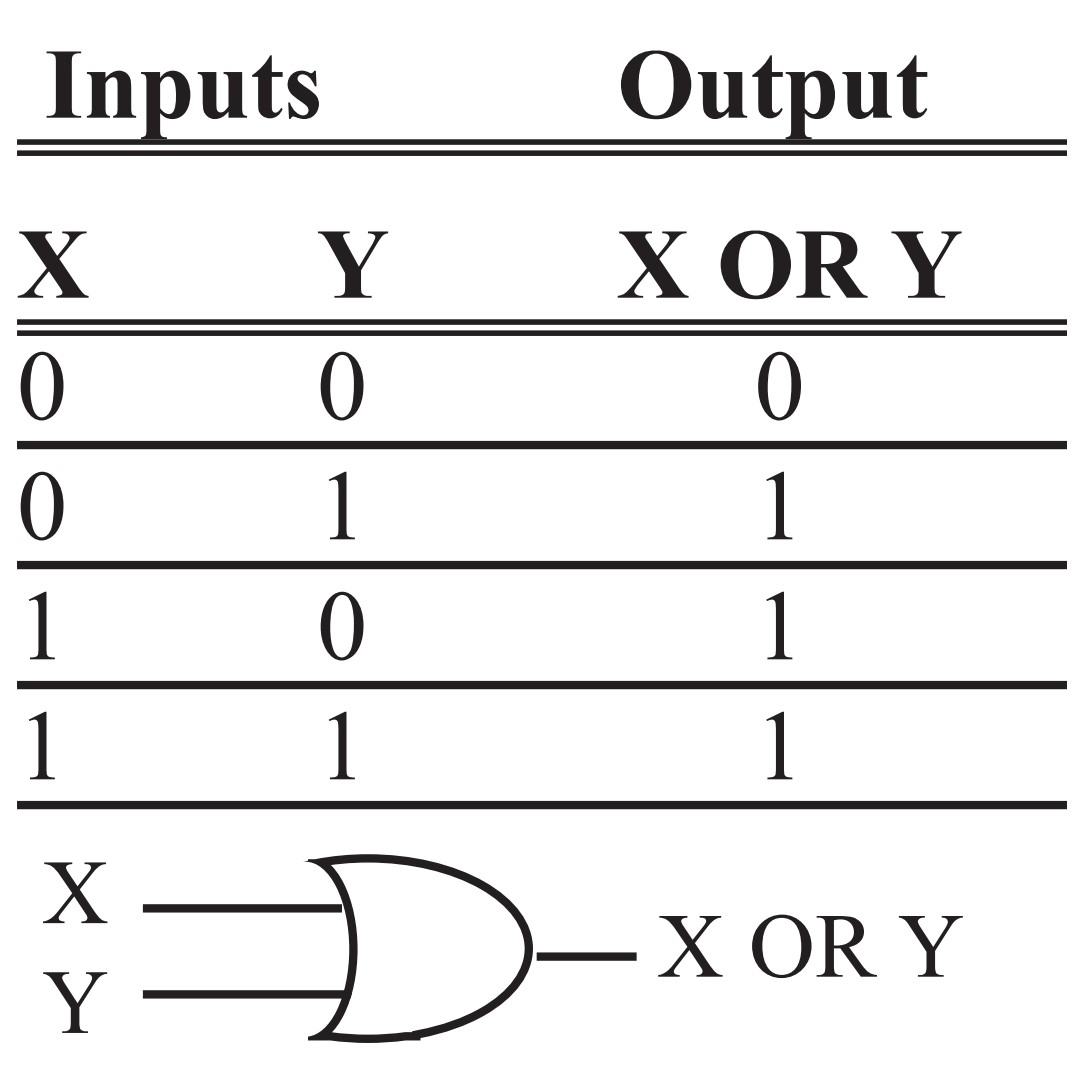 Inputs Output
X Y X OR Y
0 0 0
0 1 1
1 0 1
1 1 1
X
X OR Y
Y